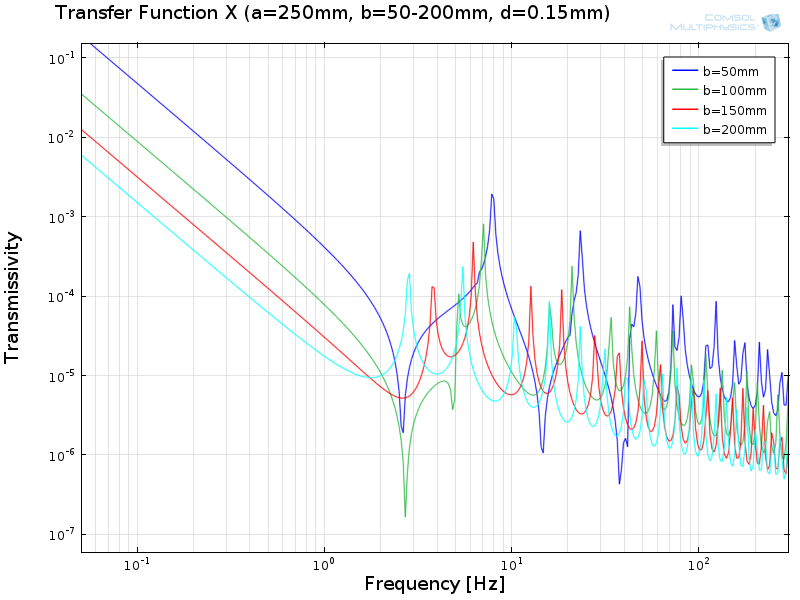 Transfer Function X (a=250mm, b=50-200mm, d=0.15mm)
COMSOL
MULTIPHYSICS
b=50mm
b=100mm
b=150mm
b=200mm
10⁻¹
10⁻²
10⁻³
10⁻⁴
10⁻⁵
10⁻⁶
10⁻⁷
Transmissivity
10⁻¹ 10⁰ 10¹ 10²
Frequency [Hz]